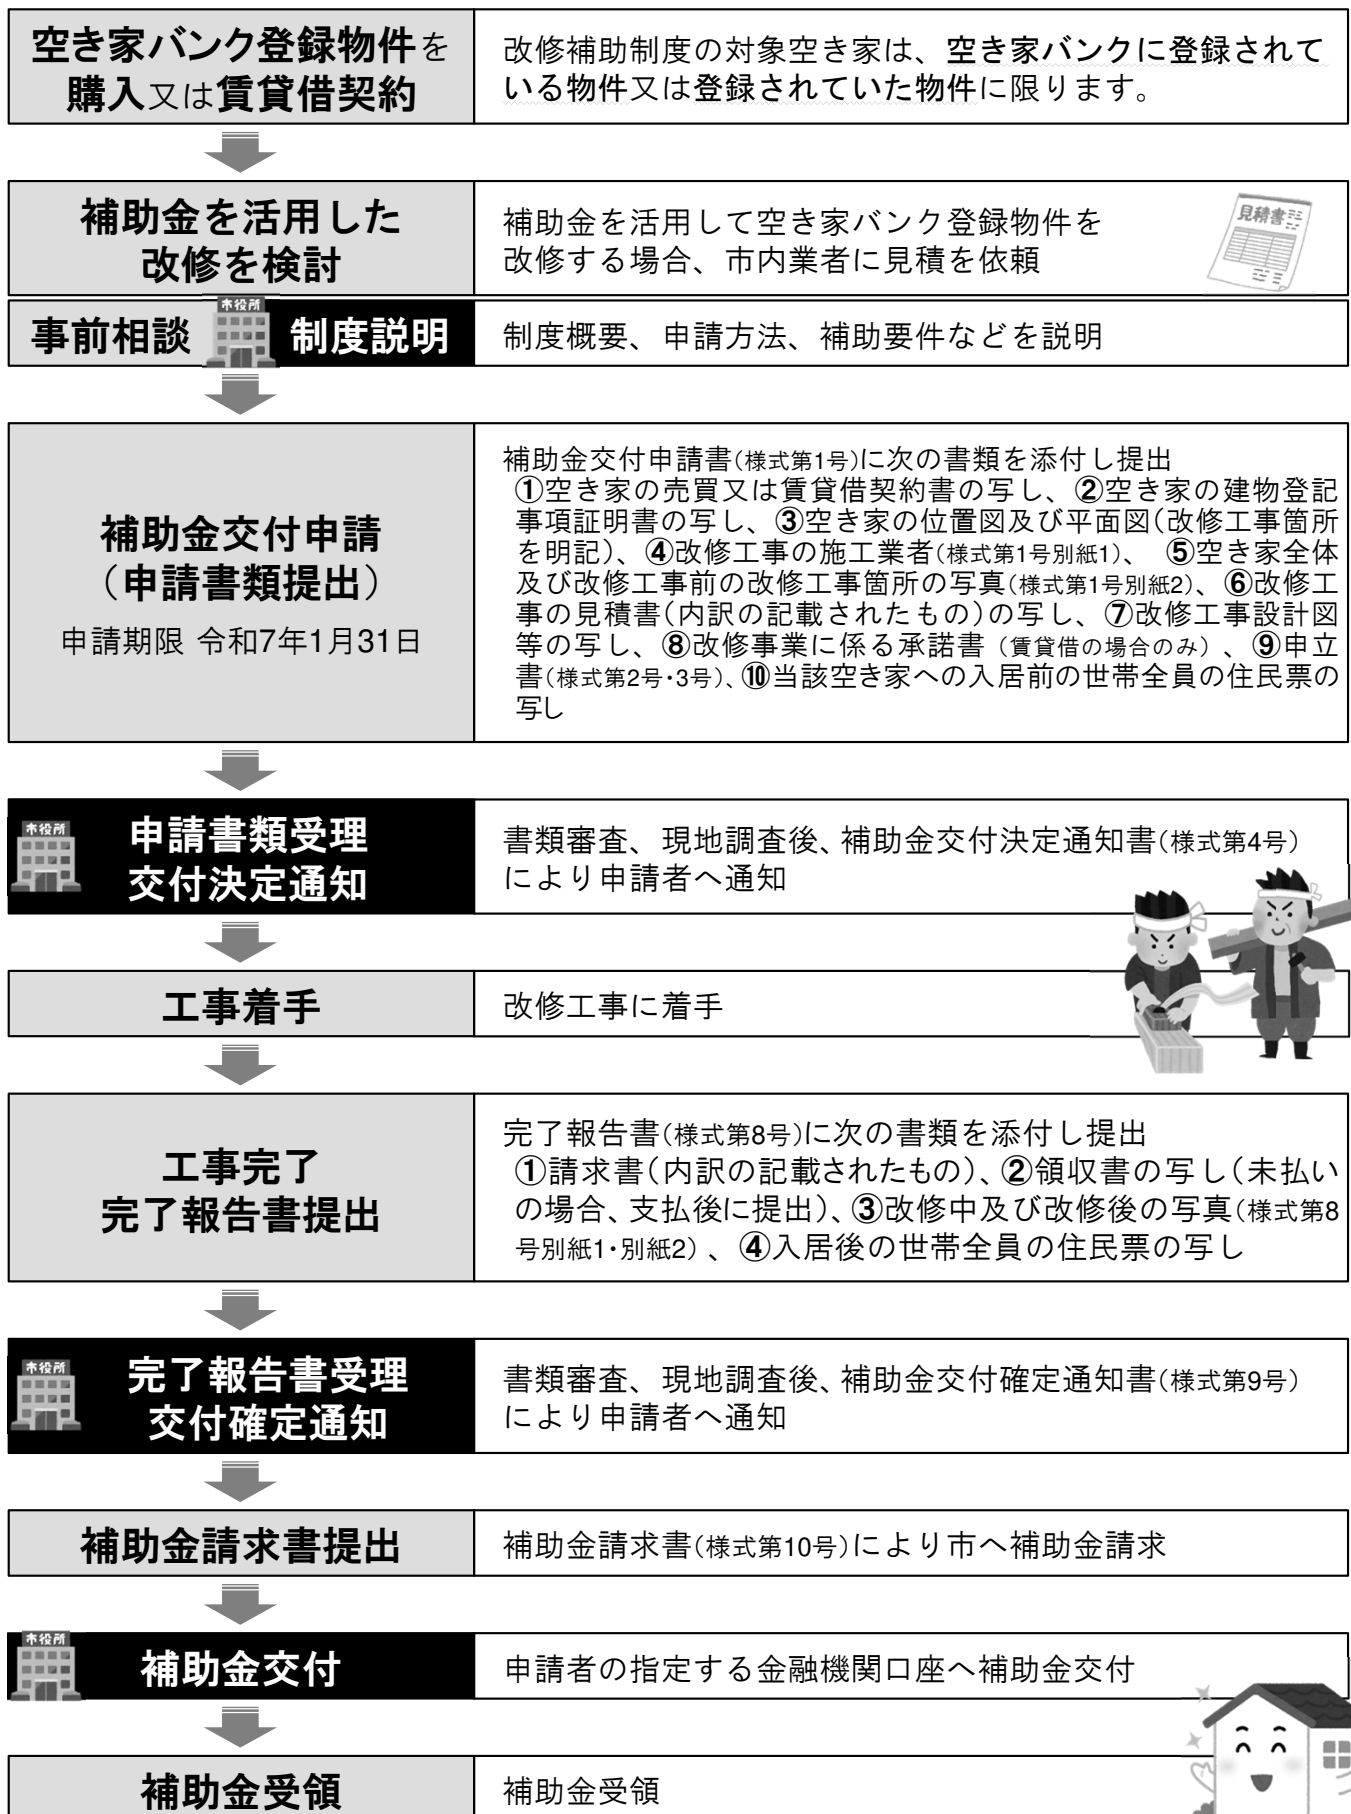 空き家バンク登録物件を
購入又は賃貸借契約
改修補助制度の対象空き家は、空き家バンクに登録されて
いる物件又は登録されていた物件に限ります。
補助金を活用した
改修を検討
補助金を活用して空き家バンク登録物件を
改修する場合、市内業者に見積を依頼
見積書
事前相談
市役所
制度説明
制度概要、申請方法、補助要件などを説明
補助金交付申請
（申請書類提出）
申請期限 令和7年1月31日
補助金交付申請書(様式第1号)に次の書類を添付し提出
①空き家の売買又は賃貸借契約書の写し、②空き家の建物登記
事項証明書の写し、③空き家の位置図及び平面図(改修工事箇所
を明記)、④改修工事の施工業者(様式第1号別紙1)、 ⑤空き家全体
及び改修工事前の改修工事箇所の写真(様式第1号別紙2)、⑥改修工
事の見積書(内訳の記載されたもの)の写し、⑦改修工事設計図
等の写し、⑧改修事業に係る承諾書（賃貸借の場合のみ）、⑨申立
書(様式第2号・3号)、⑩当該空き家への入居前の世帯全員の住民票の
写し
市役所
申請書類受理
交付決定通知
書類審査、現地調査後、補助金交付決定通知書(様式第4号)
により申請者へ通知
工事着手
改修工事に着手
工事完了
完了報告書提出
完了報告書(様式第8号)に次の書類を添付し提出
①請求書(内訳の記載されたもの)、②領収書の写し(未払い
の場合、支払後に提出)、③改修中及び改修後の写真(様式第8
号別紙1・別紙2) 、④入居後の世帯全員の住民票の写し
市役所
完了報告書受理
交付確定通知
書類審査、現地調査後、補助金交付確定通知書(様式第9号)
により申請者へ通知
補助金請求書提出
補助金請求書(様式第10号)により市へ補助金請求
市役所
補助金交付
申請者の指定する金融機関口座へ補助金交付
補助金受領
補助金受領